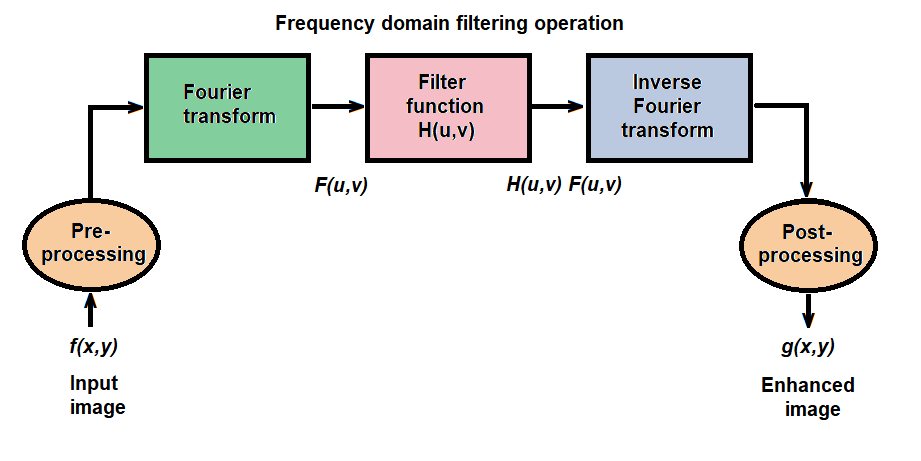 Frequency domain filtering operation
Fourier
transform
Filter
function
H(u,v)
Inverse
Fourier
transform
F(u,v)
H(u,v) F(u,v)
Pre-
processing
Post-
processing
f(x,y)
Input
image
g(x,y)
Enhanced
image